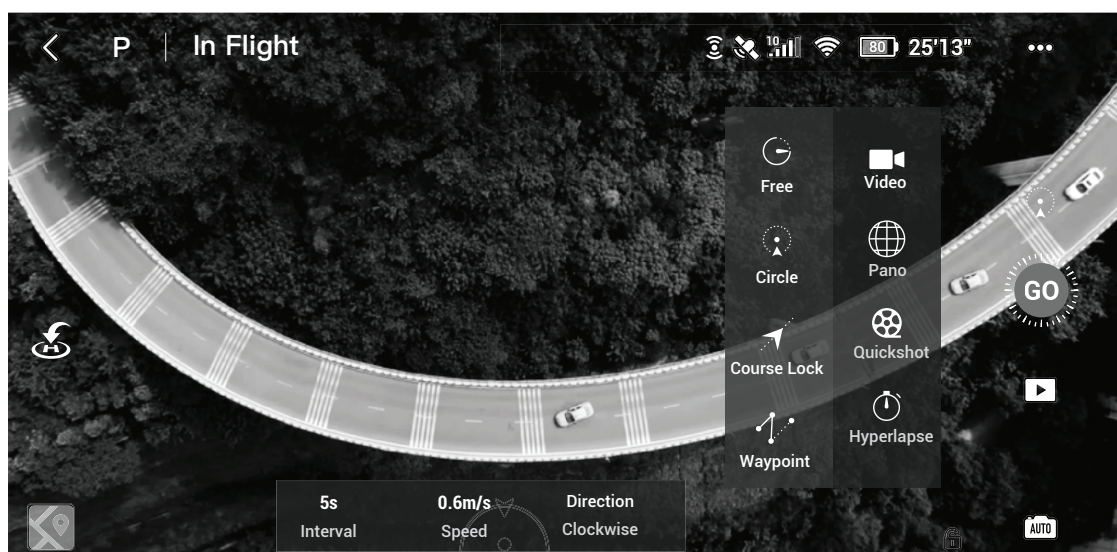 P In Flight 10 80 25'13"
Free
Video
Circle
Pano
GO
Course Lock
Quickshot
Waypoint
Hyperlapse
5s 0.6m/s Direction
Interval Speed Clockwise
AUTO
H